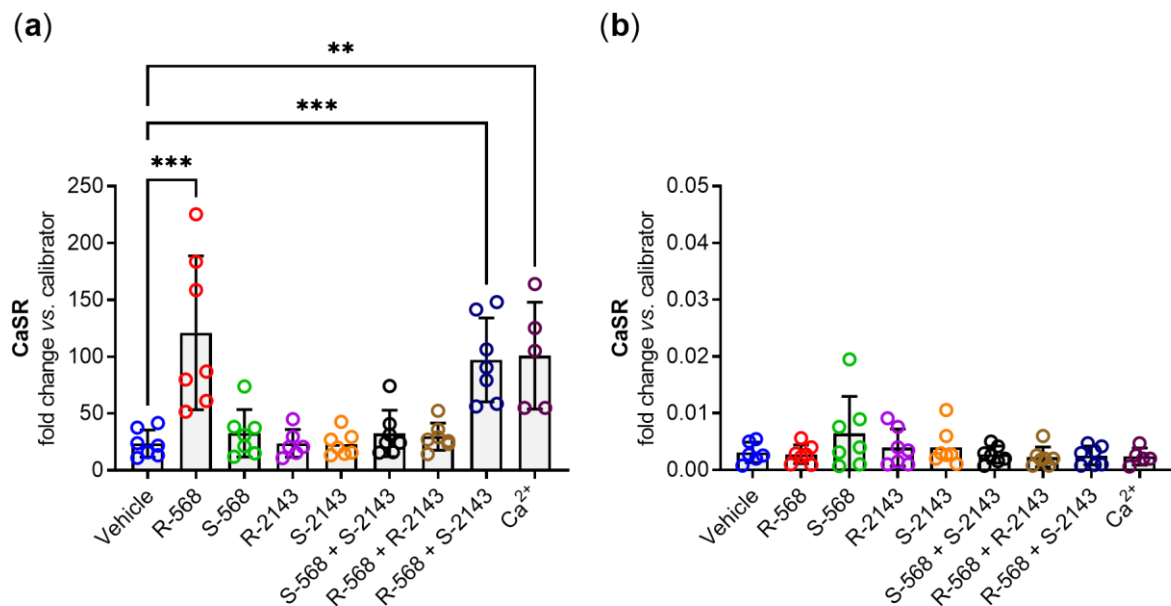 (a)
**
***
***
CaSR
fold change vs. calibrator
250
200
150
100
50
0
Vehicle
R-568
S-568
R-2143
S-2143
S-568 + S-2143
R-568 + R-2143
R-568 + S-2143
Ca²⁺
(b)
CaSR
fold change vs. calibrator
0.05
0.04
0.03
0.02
0.01
0.00
Vehicle
R-568
S-568
R-2143
S-2143
S-568 + S-2143
R-568 + R-2143
R-568 + S-2143
Ca²⁺